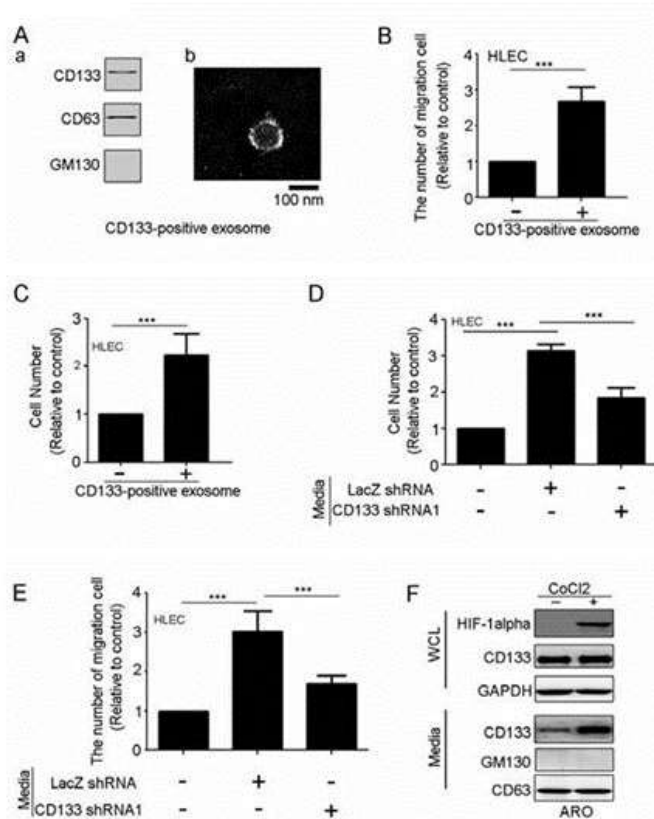 A
a
CD133
CD63
GM130
b
100 nm
CD133-positive exosome
B
The number of migration cell
(Relative to control)
4
3
2
1
0
HLEC
***
- +
CD133-positive exosome
C
Cell Number
(Relative to control)
3
2
1
0
HLEC
***
- +
CD133-positive exosome
D
Cell Number
(Relative to control)
4
3
2
1
0
HLEC
*** ***
Media
LacZ shRNA - + -
CD133 shRNA1 - - +
E
The number of migration cell
(Relative to control)
4
3
2
1
0
HLEC
*** ***
Media
LacZ shRNA - + -
CD133 shRNA1 - - +
F
CoCl2
- +
WCL
HIF-1alpha
CD133
GAPDH
Media
CD133
GM130
CD63
ARO